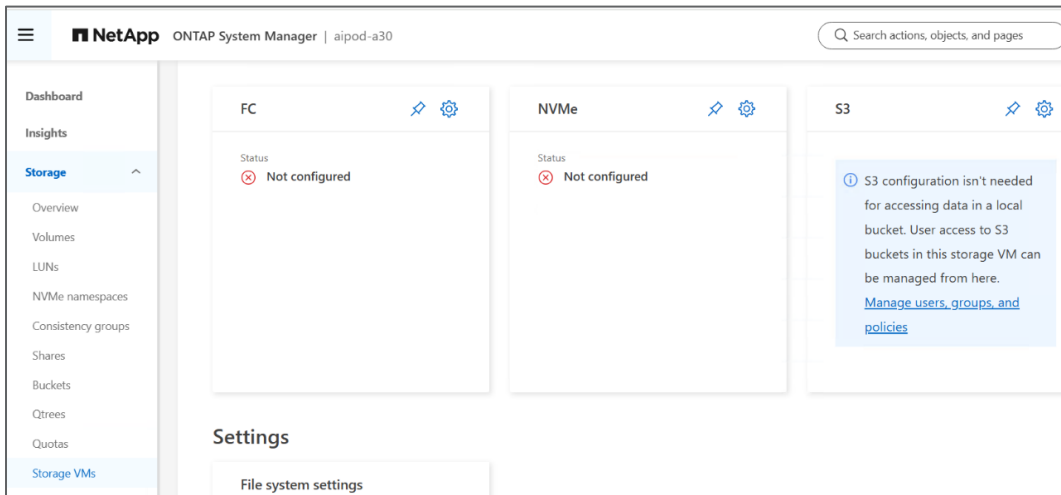 NetApp ONTAP System Manager | aipod-a30
Search actions, objects, and pages
Dashboard
Insights
Storage
Overview
Volumes
LUNs
NVMe namespaces
Consistency groups
Shares
Buckets
Qtrees
Quotas
Storage VMs
FC
Status
Not configured
NVMe
Status
Not configured
S3
S3 configuration isn't needed
for accessing data in a local
bucket. User access to S3
buckets in this storage VM can
be managed from here.
Manage users, groups, and
policies
Settings
File system settings